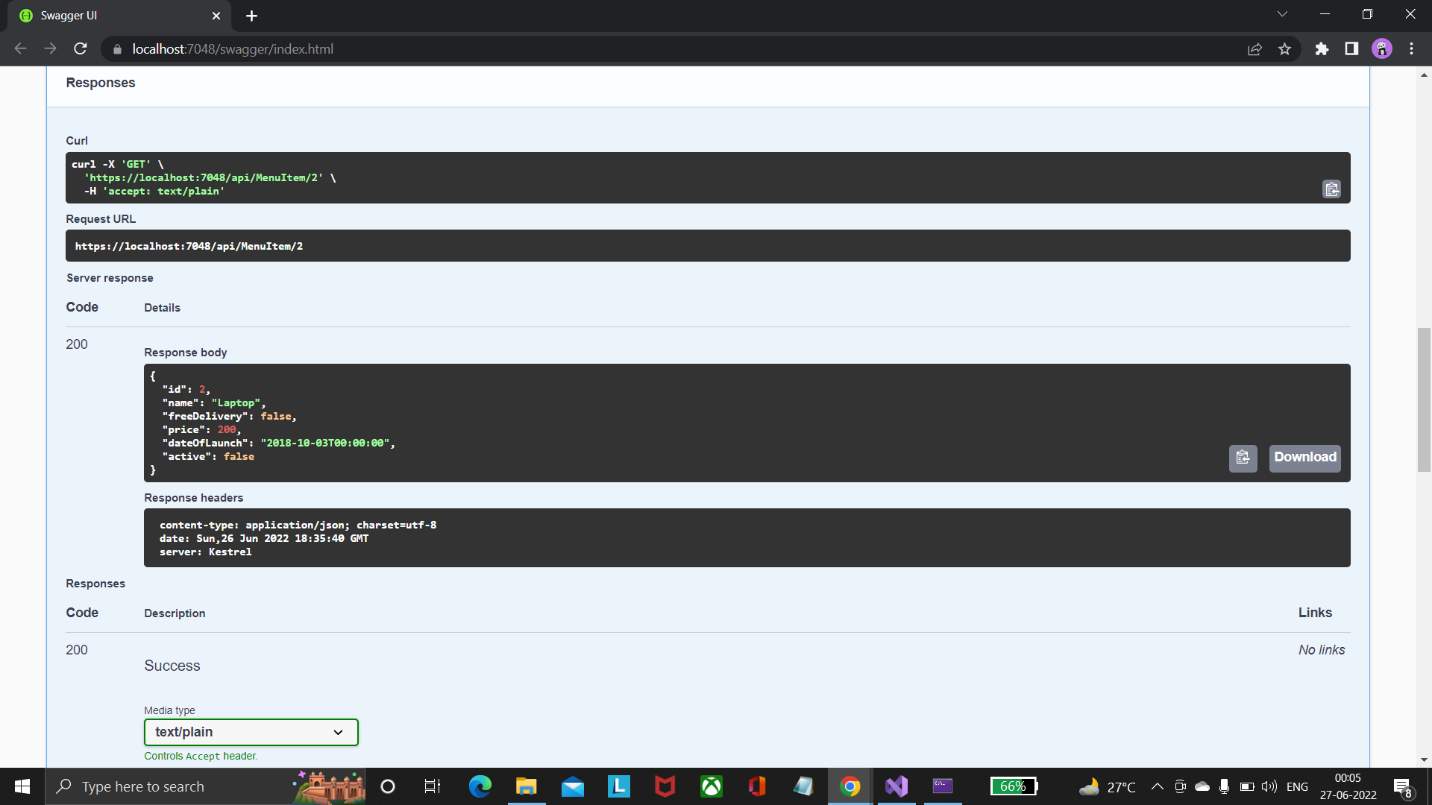 Swagger UI
localhost:7048/swagger/index.html
Responses
Curl
curl -X 'GET' \
'https://localhost:7048/api/MenuItem/2' \
-H 'accept: text/plain'
Request URL
https://localhost:7048/api/MenuItem/2
Server response
Code Details
200
Response body
{
"id": 2,
"name": "Laptop",
"freeDelivery": false,
"price": 200,
"dateOfLaunch": "2018-10-03T00:00:00",
"active": false
}
Download
Response headers
content-type: application/json; charset=utf-8
date: Sun,26 Jun 2022 18:35:40 GMT
server: Kestrel
Responses
Code Description Links
200 No links
Success
Media type
text/plain
Controls Accept header.
Type here to search
L
66%
27°C
ENG
00:05
27-06-2022
8